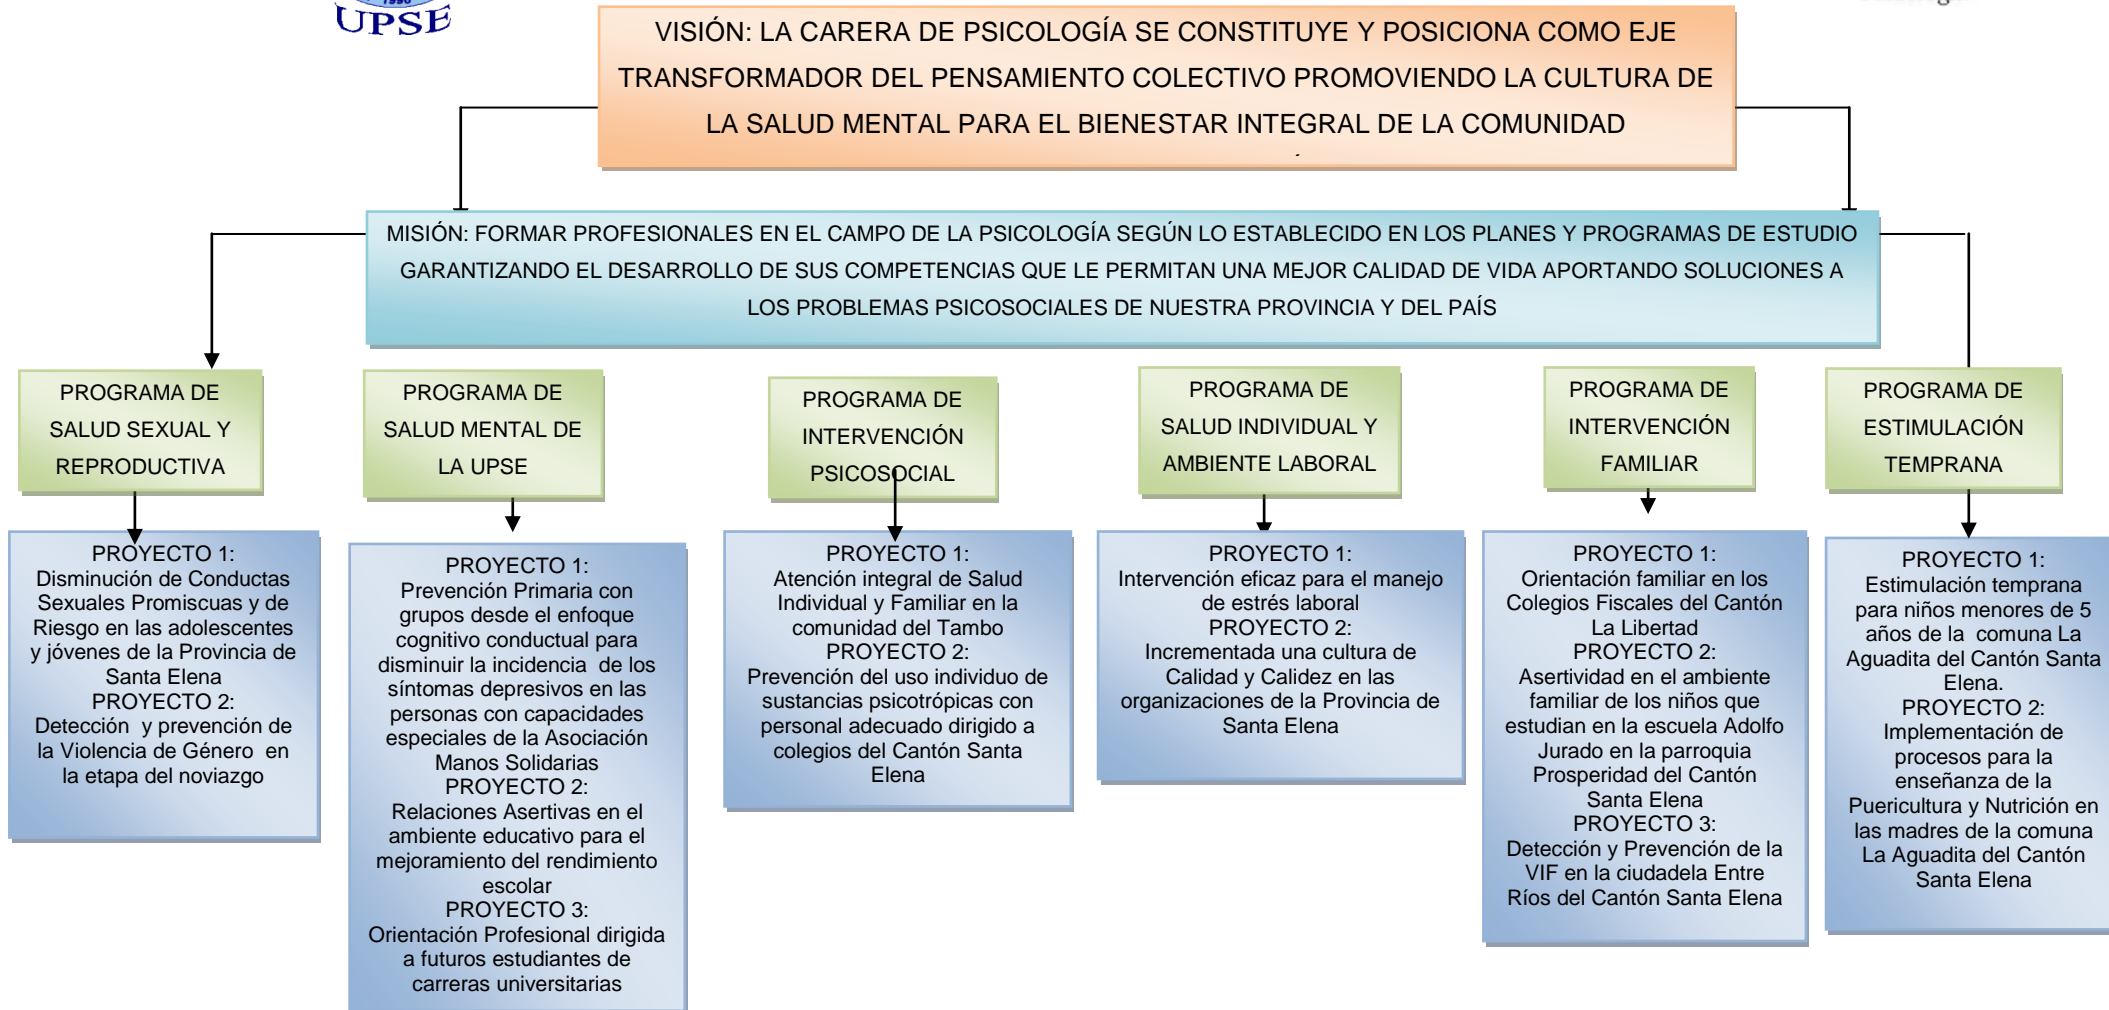 1998
UPSE
VISIÓN: LA CARERA DE PSICOLOGÍA SE CONSTITUYE Y POSICIONA COMO EJE
TRANSFORMADOR DEL PENSAMIENTO COLECTIVO PROMOVIENDO LA CULTURA DE
LA SALUD MENTAL PARA EL BIENESTAR INTEGRAL DE LA COMUNIDAD
MISIÓN: FORMAR PROFESIONALES EN EL CAMPO DE LA PSICOLOGÍA SEGÚN LO ESTABLECIDO EN LOS PLANES Y PROGRAMAS DE ESTUDIO
GARANTIZANDO EL DESARROLLO DE SUS COMPETENCIAS QUE LE PERMITAN UNA MEJOR CALIDAD DE VIDA APORTANDO SOLUCIONES A
LOS PROBLEMAS PSICOSOCIALES DE NUESTRA PROVINCIA Y DEL PAÍS
PROGRAMA DE
SALUD SEXUAL Y
REPRODUCTIVA
PROGRAMA DE
SALUD MENTAL DE
LA UPSE
PROGRAMA DE
INTERVENCIÓN
PSICOSOCIAL
PROGRAMA DE
SALUD INDIVIDUAL Y
AMBIENTE LABORAL
PROGRAMA DE
INTERVENCIÓN
FAMILIAR
PROGRAMA DE
ESTIMULACIÓN
TEMPRANA
PROYECTO 1:
Disminución de Conductas
Sexuales Promiscuas y de
Riesgo en las adolescentes
y jóvenes de la Provincia de
Santa Elena
PROYECTO 2:
Detección y prevención de
la Violencia de Género en
la etapa del noviazgo
PROYECTO 1:
Prevención Primaria con
grupos desde el enfoque
cognitivo conductual para
disminuir la incidencia de los
síntomas depresivos en las
personas con capacidades
especiales de la Asociación
Manos Solidarias
PROYECTO 2:
Relaciones Asertivas en el
ambiente educativo para el
mejoramiento del rendimiento
escolar
PROYECTO 3:
Orientación Profesional dirigida
a futuros estudiantes de
carreras universitarias
PROYECTO 1:
Atención integral de Salud
Individual y Familiar en la
comunidad del Tambo
PROYECTO 2:
Prevención del uso individuo de
sustancias psicotrópicas con
personal adecuado dirigido a
colegios del Cantón Santa
Elena
PROYECTO 1:
Intervención eficaz para el manejo
de estrés laboral
PROYECTO 2:
Incrementada una cultura de
Calidad y Calidez en las
organizaciones de la Provincia de
Santa Elena
PROYECTO 1:
Orientación familiar en los
Colegios Fiscales del Cantón
La Libertad
PROYECTO 2:
Asertividad en el ambiente
familiar de los niños que
estudian en la escuela Adolfo
Jurado en la parroquia
Prosperidad del Cantón
Santa Elena
PROYECTO 3:
Detección y Prevención de la
VIF en la ciudadela Entre
Ríos del Cantón Santa Elena
PROYECTO 1:
Estimulación temprana
para niños menores de 5
años de la comuna La
Aguadita del Cantón Santa
Elena.
PROYECTO 2:
Implementación de
procesos para la
enseñanza de la
Puericultura y Nutrición en
las madres de la comuna
La Aguadita del Cantón
Santa Elena